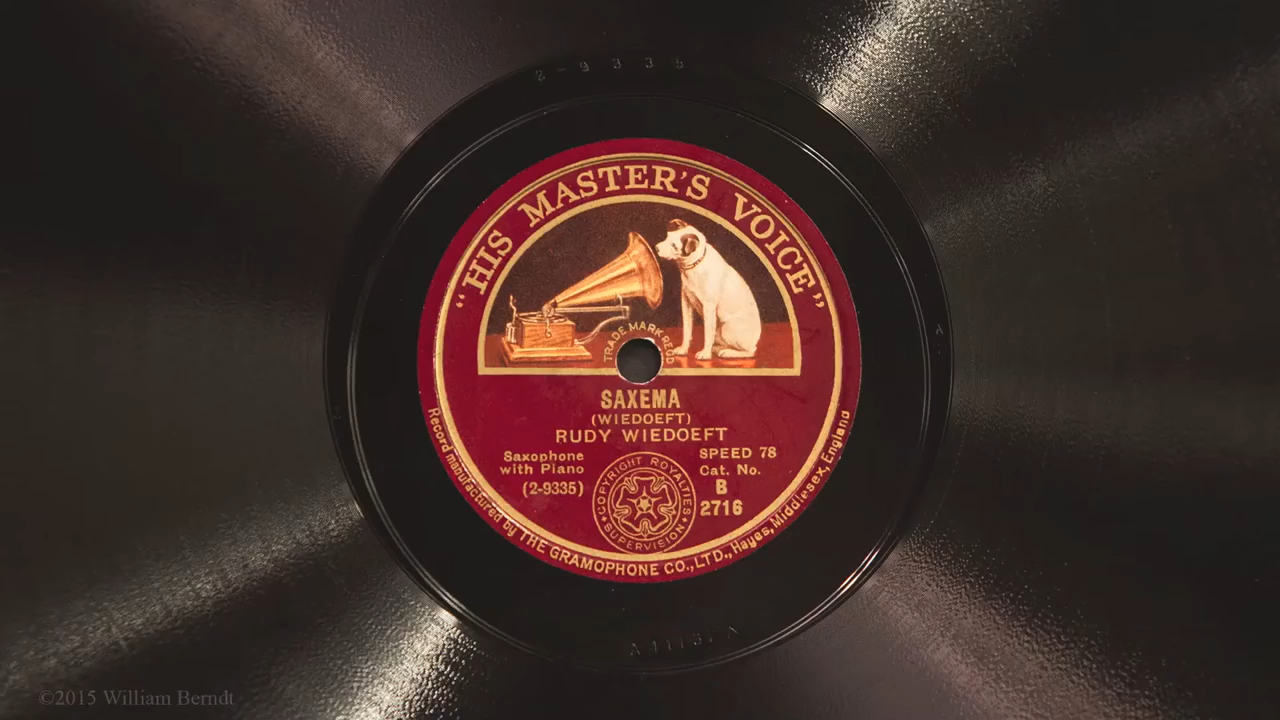 2-9335
"HIS MASTER'S VOICE"
TRADE MARK REGD
SAXEMA
(WIEDOEFT)
RUDY WIEDOEFT
Saxophone
with Piano
(2-9335)
SPEED 78
Cat. No.
B
2716
COPYRIGHT ROYALTIES
SUPERVISION
Record manufactured by THE GRAMOPHONE CO., LTD., Hayes, Middlesex, England
A
©2015 William Berndt